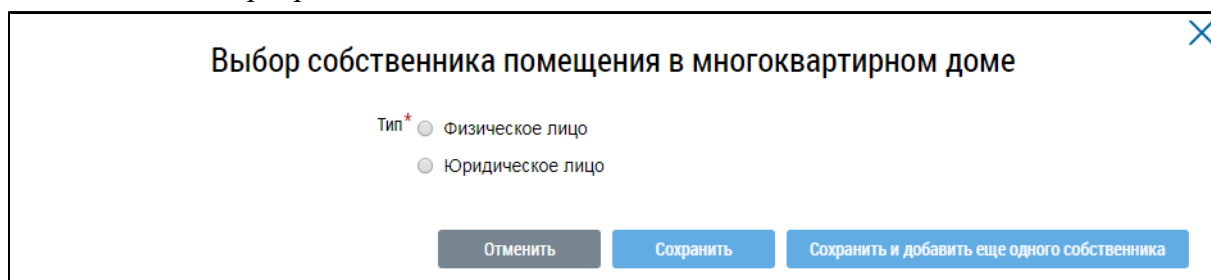 Выбор собственника помещения в многоквартирном доме
Тип* Физическое лицо
Юридическое лицо
Отменить Сохранить Сохранить и добавить еще одного собственника